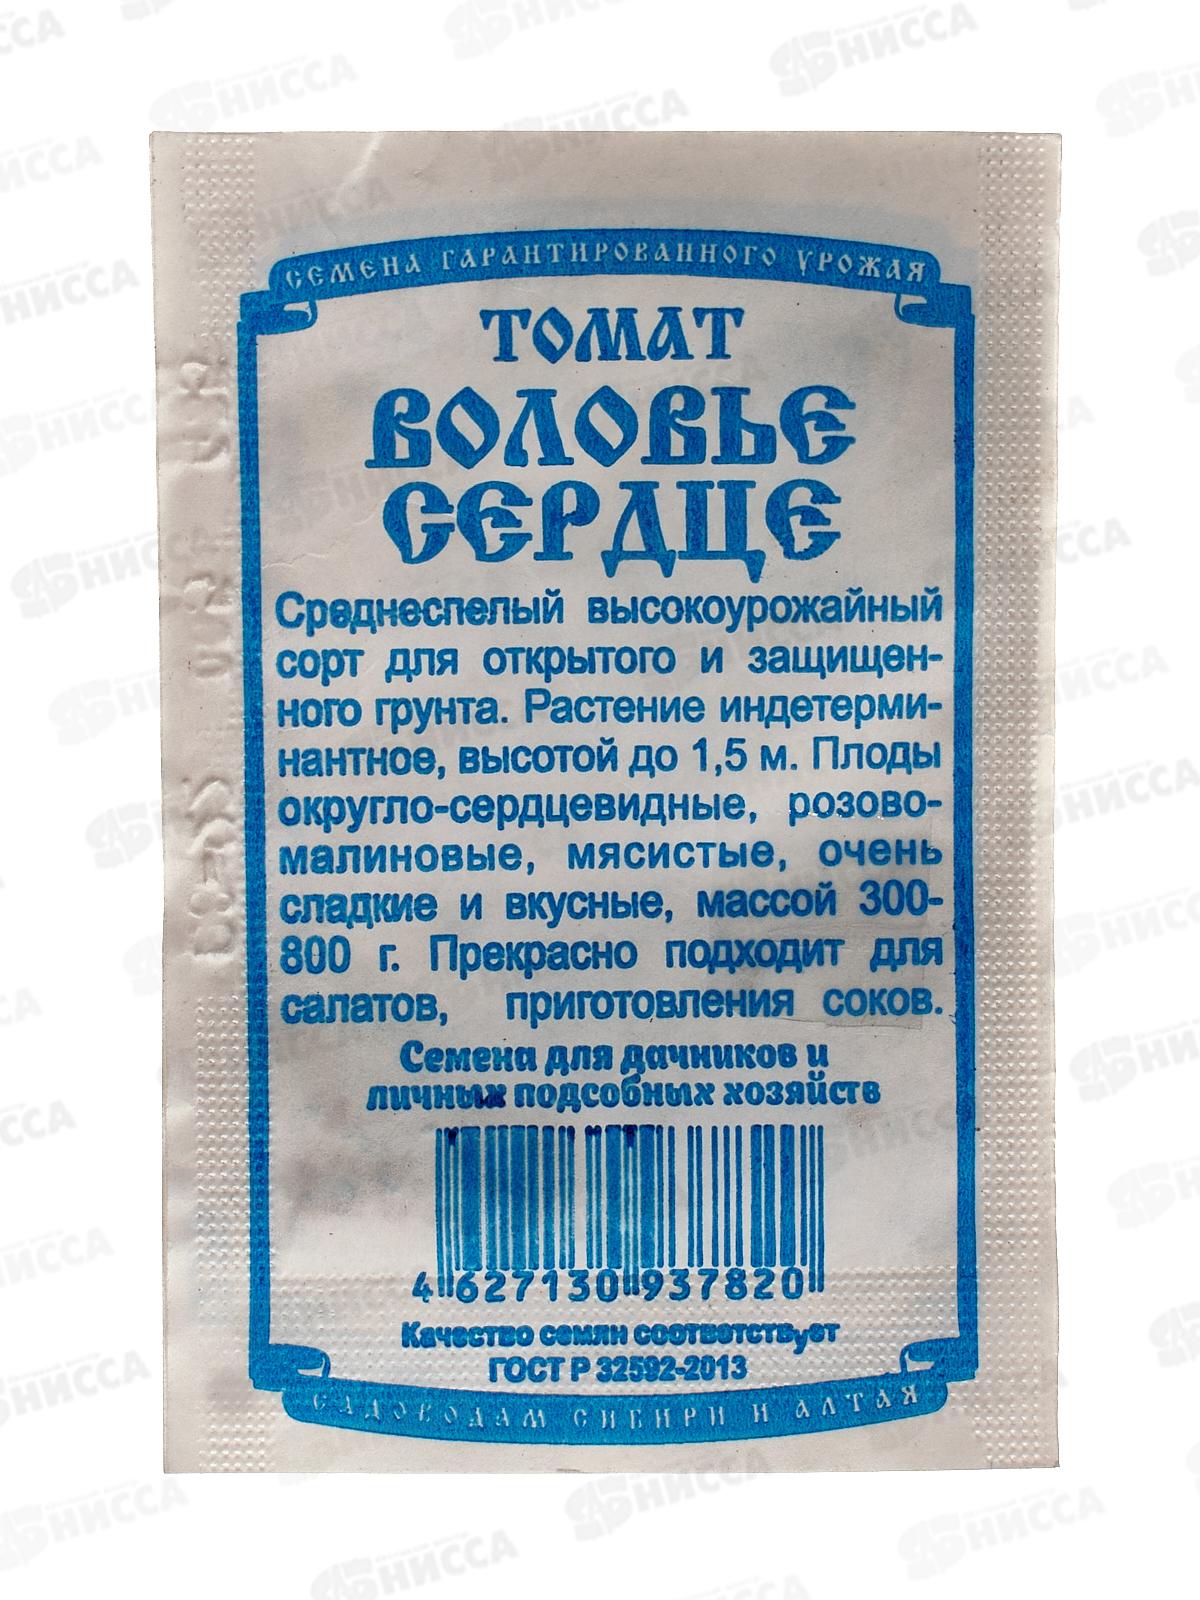 СЕМЕНА ГАРАНТИРОВАННОГО УРОЖАЯ
ТОМАТ
ВОЛОВЬЕ
СЕРДЦЕ
Среднеспелый высокоурожайный
сорт для открытого и защищен-
ного грунта. Растение индетерми-
нантное, высотой до 1,5 м. Плоды
округло-сердцевидные, розово-
малиновые, мясистые, очень
сладкие и вкусные, массой 300-
800 г. Прекрасно подходит для
салатов, приготовления соков.
Семена для дачников и
личных подсобных хозяйств
4 627130 937820
Качество семян соответствует
ГОСТ Р 32592-2013
САДОВОДАМ СИБИРИ И АЛТАЯ